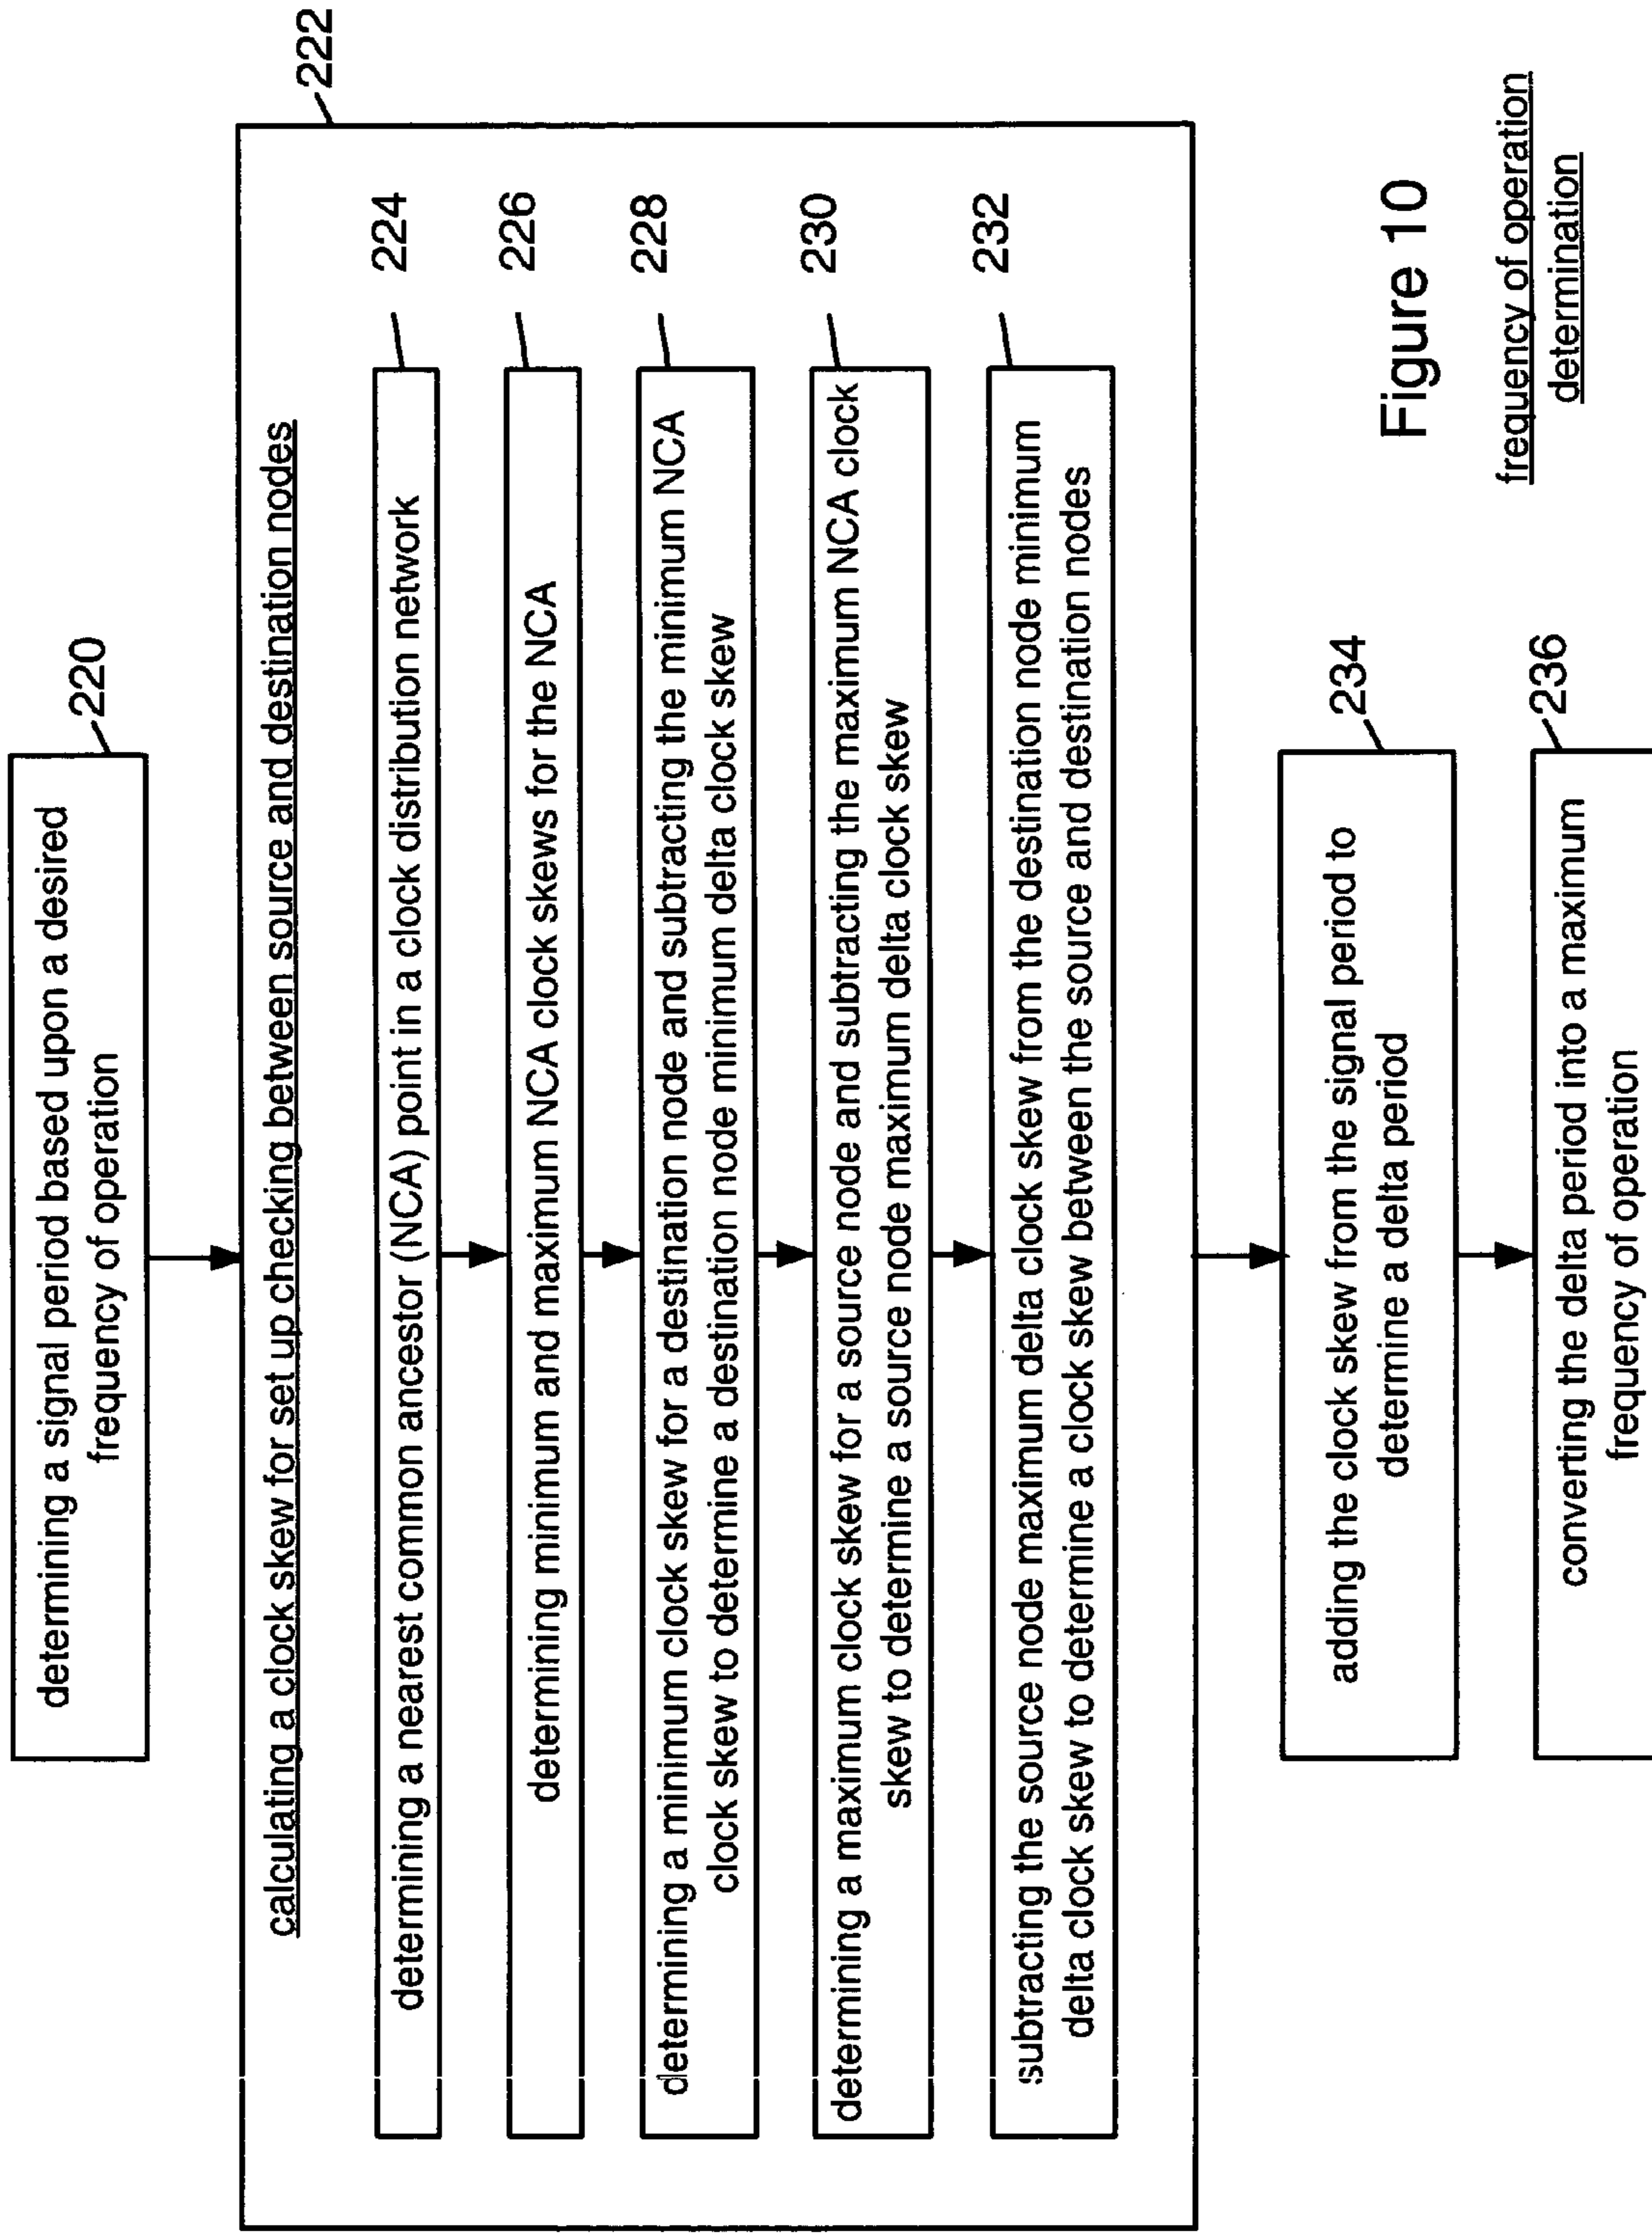 determining a signal period based upon a desired
frequency of operation
220
222
calculating a clock skew for set up checking between source and destination nodes
224
determining a nearest common ancestor (NCA) point in a clock distribution network
226
determining minimum and maximum NCA clock skews for the NCA
228
determining a minimum clock skew for a destination node and subtracting the minimum NCA
clock skew to determine a destination node minimum delta clock skew
230
determining a maximum clock skew for a source node and subtracting the maximum NCA clock
skew to determine a source node maximum delta clock skew
232
subtracting the source node maximum delta clock skew from the destination node minimum
delta clock skew to determine a clock skew between the source and destination nodes
234
adding the clock skew from the signal period to
determine a delta period
236
converting the delta period into a maximum
frequency of operation
Figure 10
frequency of operation
determination